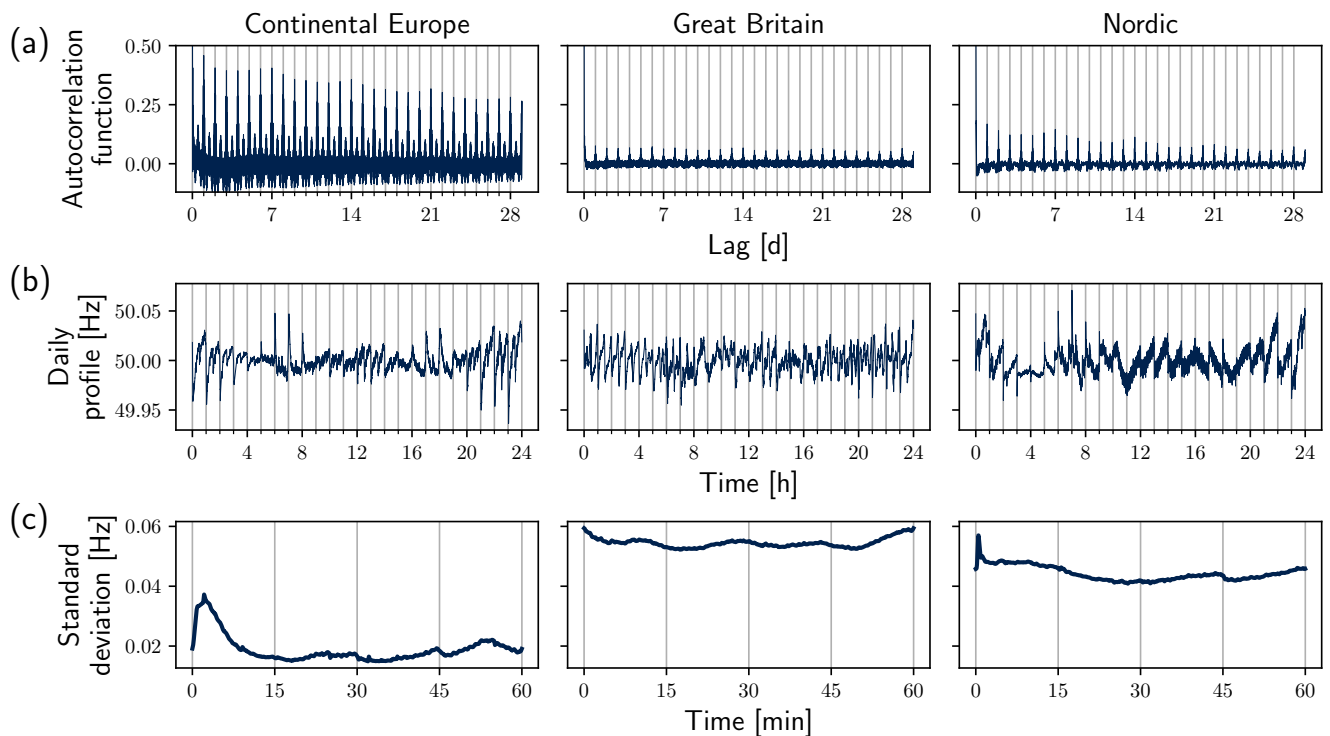 Continental Europe Great Britain Nordic
(a)
Autocorrelation
function
0.50
0.25
0.00
0 7 14 21 28 0 7 14 21 28 0 7 14 21 28
Lag [d]
(b)
Daily
profile [Hz]
50.05
50.00
49.95
0 4 8 12 16 20 24 0 4 8 12 16 20 24 0 4 8 12 16 20 24
Time [h]
(c)
Standard
deviation [Hz]
0.06
0.04
0.02
0 15 30 45 60 0 15 30 45 60 0 15 30 45 60
Time [min]